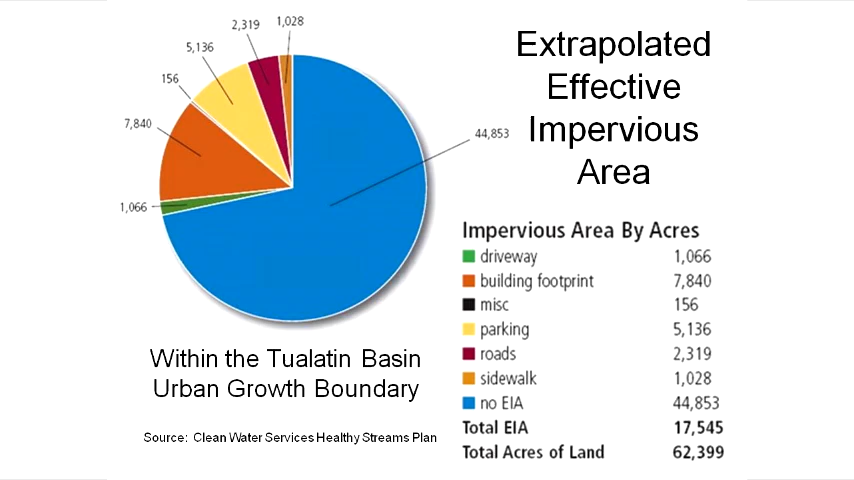 Extrapolated
Effective
Impervious
Area
1,028
2,319
5,136
156
7,840
1,066
44,853
Impervious Area By Acres
driveway 1,066
building footprint 7,840
misc 156
parking 5,136
roads 2,319
sidewalk 1,028
no EIA 44,853
Total EIA 17,545
Total Acres of Land 62,399
Within the Tualatin Basin
Urban Growth Boundary
Source: Clean Water Services Healthy Streams Plan